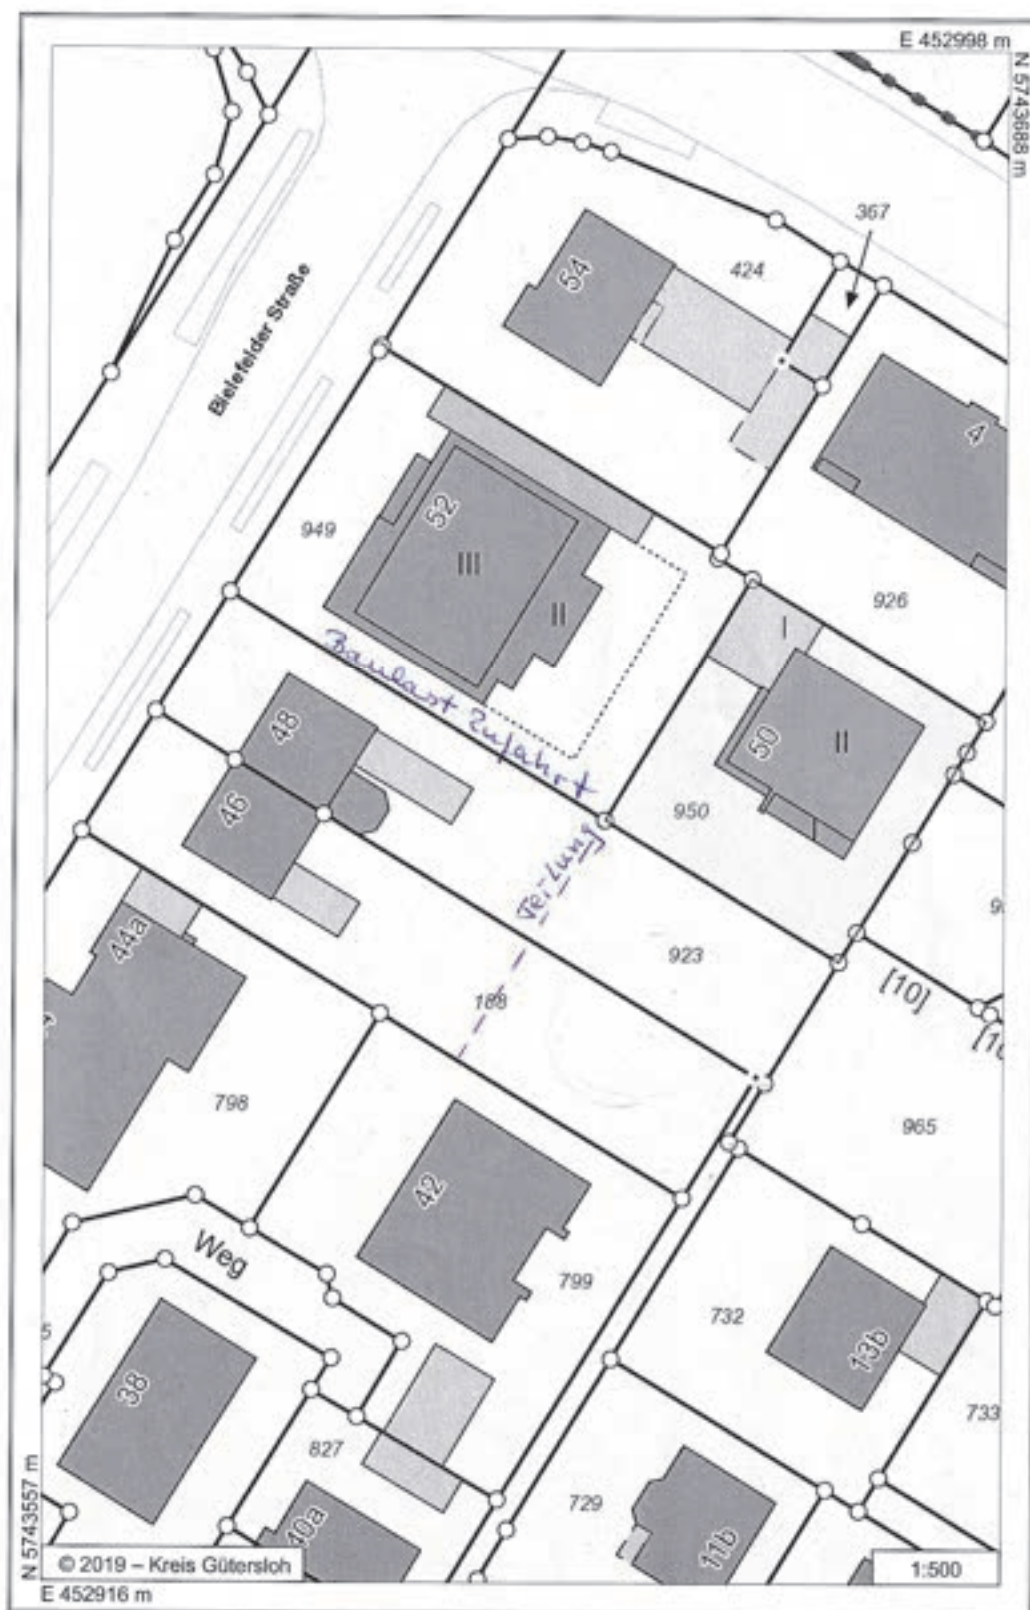 E 452998 m
N 5743688 m
367
424
54
Bielefelder Straße
4
52
949
III
II
926
I
Baulast Zufahrt
48
50
II
46
950
Teilung
44a
923
[10]
188
798
965
42
Weg
799
732
13b
38
733
827
729
40a
11b
N 5743557 m
© 2019 – Kreis Gütersloh
1:500
E 452916 m